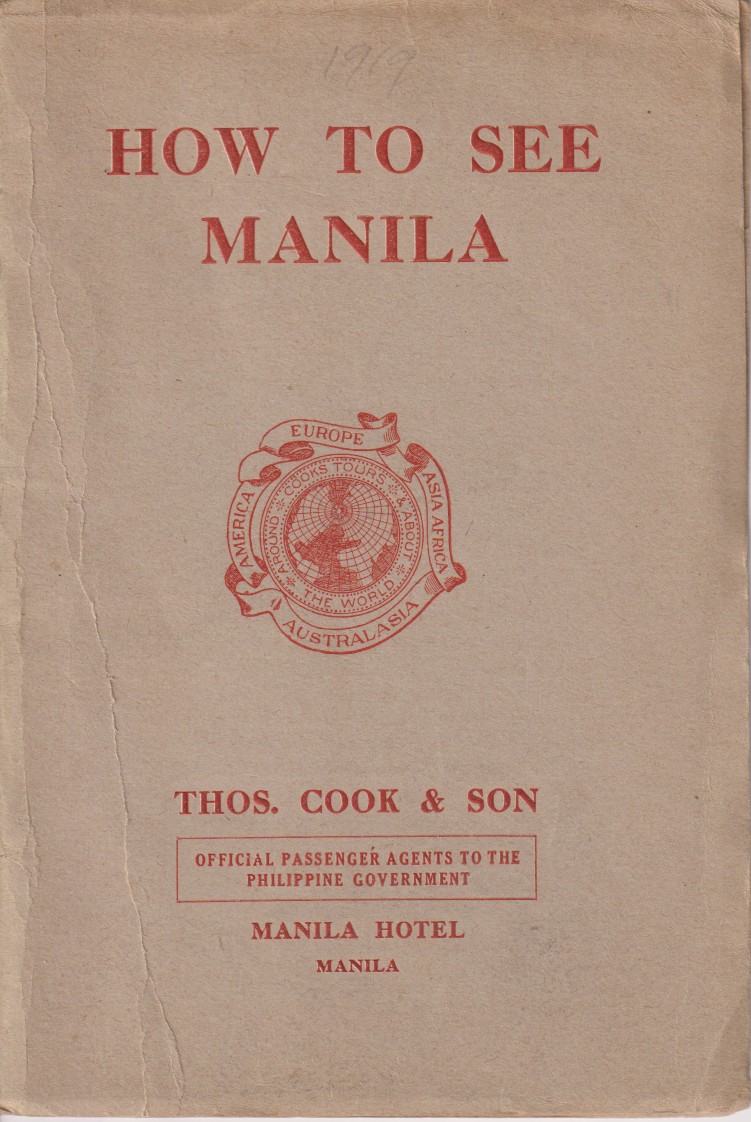 1919
HOW TO SEE
MANILA
EUROPE
AMERICA
ASIA AFRICA
COOKS TOURS
AROUND
& ABOUT
THE WORLD
AUSTRALASIA
THOS. COOK & SON
OFFICIAL PASSENGER AGENTS TO THE
PHILIPPINE GOVERNMENT
MANILA HOTEL
MANILA